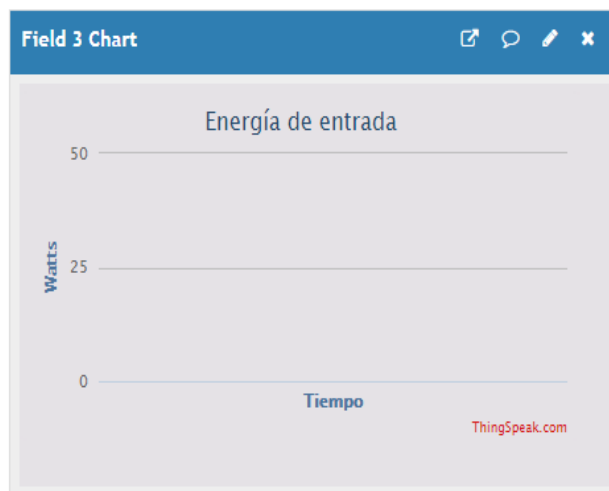 Field 3 Chart
Energía de entrada
50
Watts
25
0
Tiempo
ThingSpeak.com